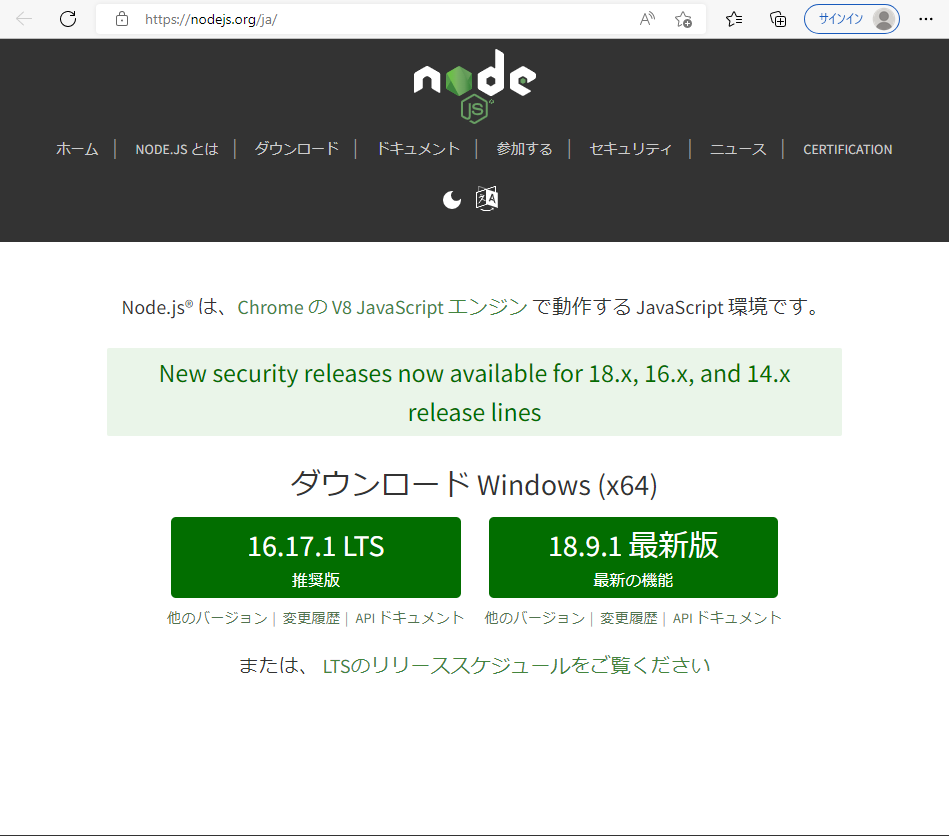 https://nodejs.org/ja/
サインイン
node
JS
ホーム | NODE.JS とは | ダウンロード | ドキュメント | 参加する | セキュリティ | ニュース | CERTIFICATION
Node.js® は、Chrome の V8 JavaScript エンジン で動作する JavaScript 環境です。
New security releases now available for 18.x, 16.x, and 14.x
release lines
ダウンロード Windows (x64)
16.17.1 LTS
推奨版
18.9.1 最新版
最新の機能
他のバージョン | 変更履歴 | API ドキュメント
他のバージョン | 変更履歴 | API ドキュメント
または、 LTSのリリーススケジュールをご覧ください